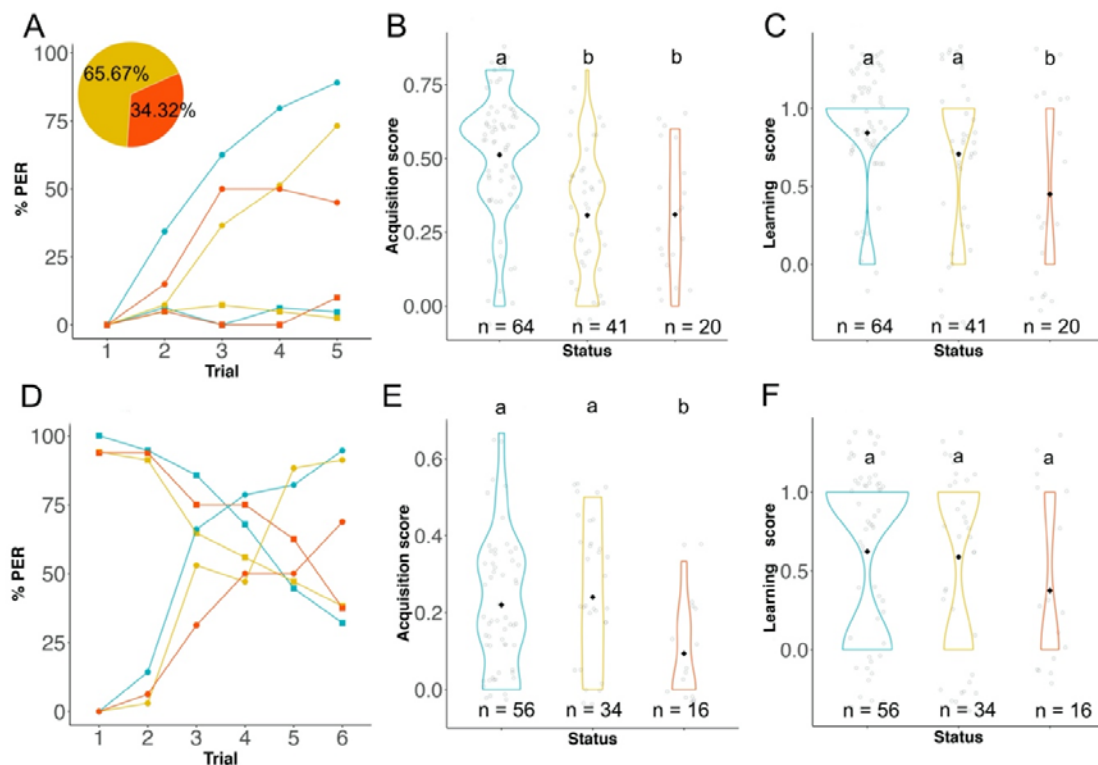 A
100
75
50
25
0
% PER
65.67%
34.32%
1 2 3 4 5
Trial
B
0.75
0.50
0.25
0.00
Acquisition score
a b b
n = 64 n = 41 n = 20
Status
C
1.0
0.5
0.0
Learning score
a a b
n = 64 n = 41 n = 20
Status
D
100
75
50
25
0
% PER
1 2 3 4 5 6
Trial
E
0.6
0.4
0.2
0.0
Acquisition score
a a b
n = 56 n = 34 n = 16
Status
F
1.0
0.5
0.0
Learning score
a a a
n = 56 n = 34 n = 16
Status